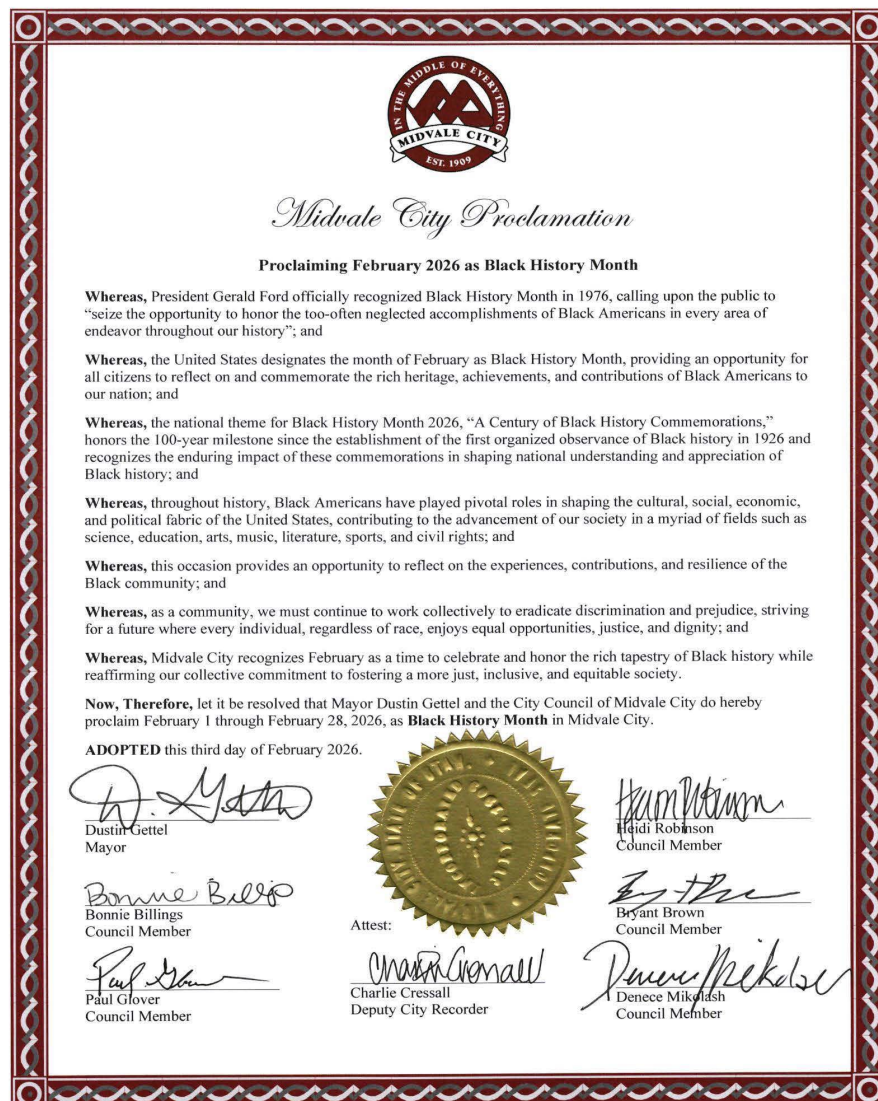 IN THE MIDDLE OF EVERYTHING
MIDVALE CITY
EST. 1909
Midvale City Proclamation
Proclaiming February 2026 as Black History Month
Whereas, President Gerald Ford officially recognized Black History Month in 1976, calling upon the public to
“seize the opportunity to honor the too-often neglected accomplishments of Black Americans in every area of
endeavor throughout our history”; and
Whereas, the United States designates the month of February as Black History Month, providing an opportunity for
all citizens to reflect on and commemorate the rich heritage, achievements, and contributions of Black Americans to
our nation; and
Whereas, the national theme for Black History Month 2026, “A Century of Black History Commemorations,”
honors the 100-year milestone since the establishment of the first organized observance of Black history in 1926 and
recognizes the enduring impact of these commemorations in shaping national understanding and appreciation of
Black history; and
Whereas, throughout history, Black Americans have played pivotal roles in shaping the cultural, social, economic,
and political fabric of the United States, contributing to the advancement of our society in a myriad of fields such as
science, education, arts, music, literature, sports, and civil rights; and
Whereas, this occasion provides an opportunity to reflect on the experiences, contributions, and resilience of the
Black community; and
Whereas, as a community, we must continue to work collectively to eradicate discrimination and prejudice, striving
for a future where every individual, regardless of race, enjoys equal opportunities, justice, and dignity; and
Whereas, Midvale City recognizes February as a time to celebrate and honor the rich tapestry of Black history while
reaffirming our collective commitment to fostering a more just, inclusive, and equitable society.
Now, Therefore, let it be resolved that Mayor Dustin Gettel and the City Council of Midvale City do hereby
proclaim February 1 through February 28, 2026, as Black History Month in Midvale City.
ADOPTED this third day of February 2026.
Dustin Gettel
Mayor
Heidi Robinson
Council Member
Bonnie Billings
Bonnie Billings
Council Member
Bryant Brown
Council Member
Attest:
Paul Glover
Council Member
Charlie Cressall
Deputy City Recorder
Denece Mikolash
Council Member